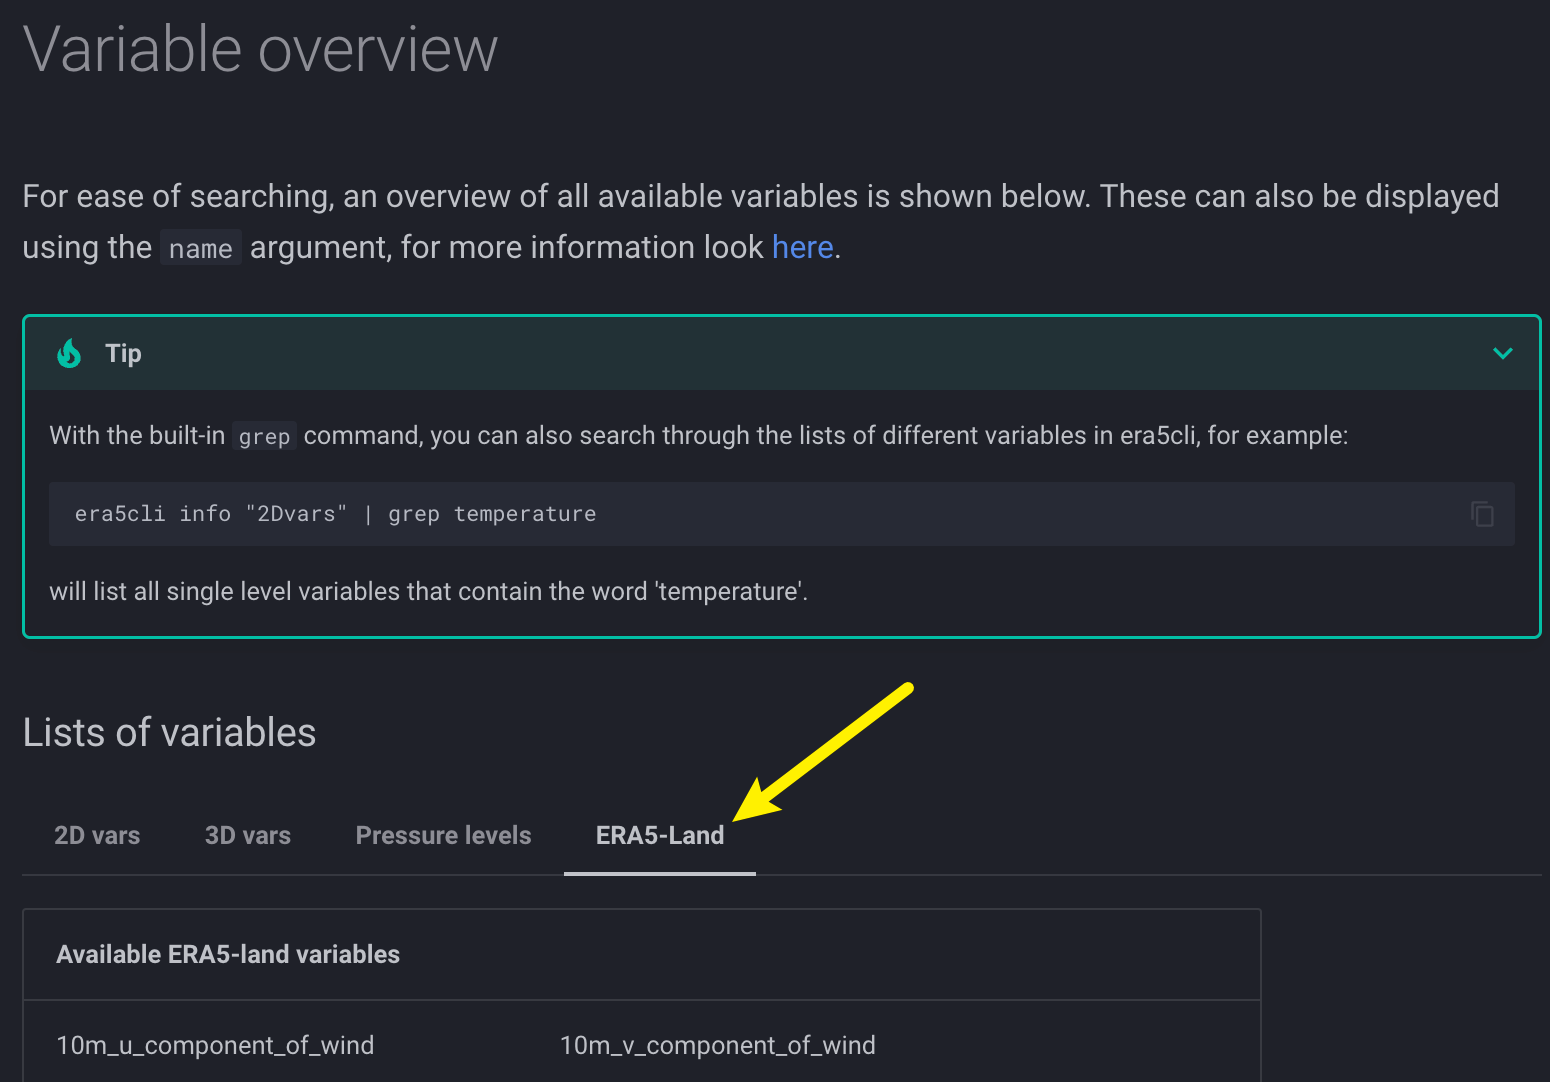 Variable overview
For ease of searching, an overview of all available variables is shown below. These can also be displayed
using the name argument, for more information look here.
Tip
With the built-in grep command, you can also search through the lists of different variables in era5cli, for example:
era5cli info "2Dvars" | grep temperature
will list all single level variables that contain the word 'temperature'.
Lists of variables
2D vars 3D vars Pressure levels ERA5-Land
Available ERA5-land variables
10m_u_component_of_wind 10m_v_component_of_wind